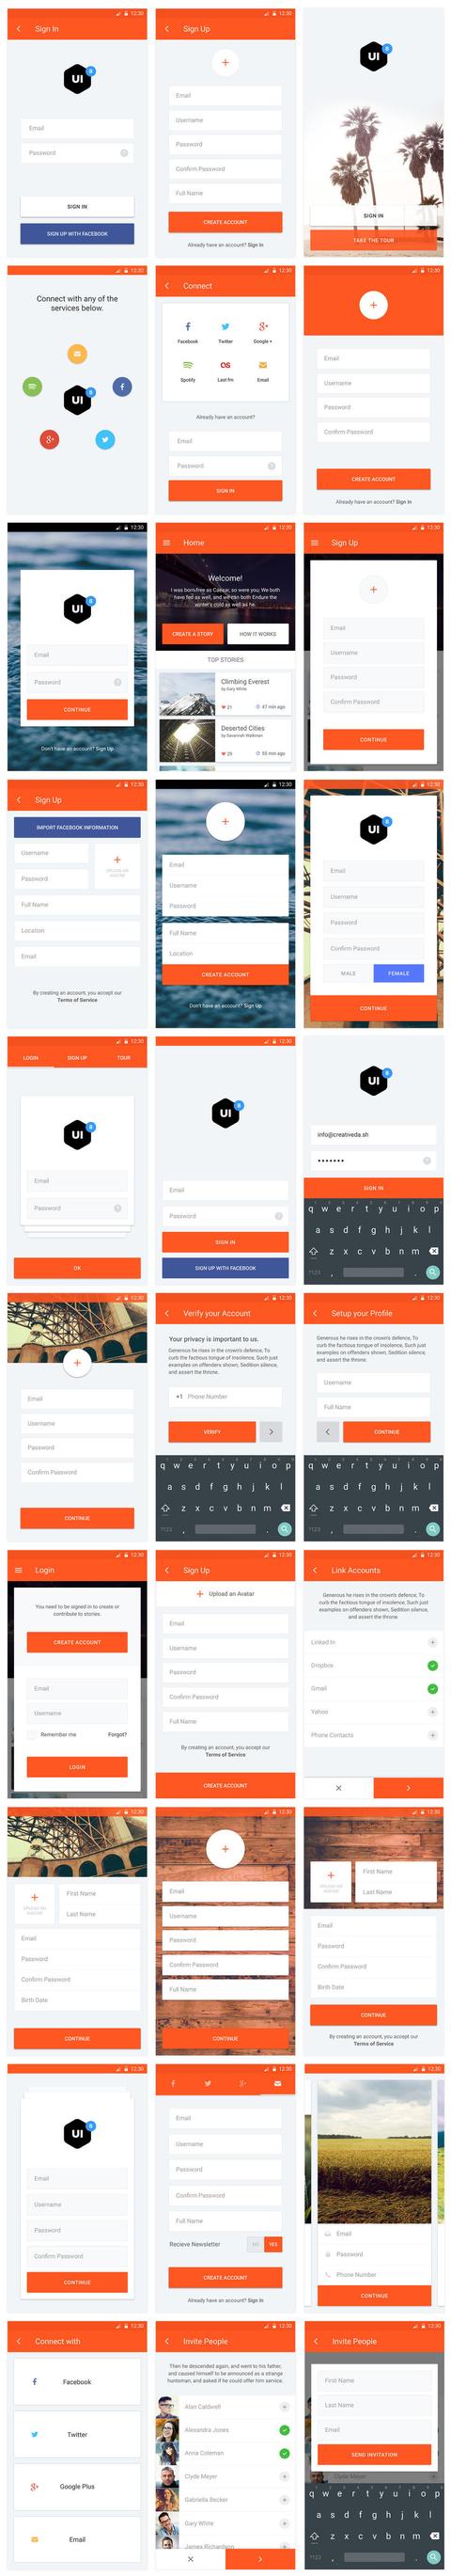 12:30
Sign In
UI
8
Email
Password
?
SIGN IN
SIGN UP WITH FACEBOOK
12:30
Sign Up
Email
Username
Password
Confirm Password
Full Name
CREATE ACCOUNT
Already have an account? Sign In
12:30
UI
8
SIGN IN
TAKE THE TOUR
12:30
Connect with any of the
services below.
UI
8
12:30
Connect
Facebook
Twitter
Google +
Spotify
Last fm
Email
Already have an account?
Email
Password
?
SIGN IN
12:30
Email
Username
Password
Confirm Password
CREATE ACCOUNT
Already have an account? Sign In
12:30
UI
8
Email
Password
?
CONTINUE
Don't have an account? Sign Up
12:30
Home
Welcome!
I was born free as Caesar, so were you: We both
have fed as well, and we can both Endure the
winter's cold as well as he.
CREATE A STORY
HOW IT WORKS
TOP STORIES
Climbing Everest
by Gary White
21
47 min ago
Deserted Cities
by Savannah Walkman
29
55 min ago
12:30
Sign Up
Email
Username
Password
Confirm Password
CONTINUE
12:30
Sign Up
IMPORT FACEBOOK INFORMATION
Username
Password
UPLOAD AN
AVATAR
Full Name
Location
Email
By creating an account, you accept our
Terms of Service
12:30
Email
Username
Password
Full Name
Location
CREATE ACCOUNT
Don't have an account? Sign Up
12:30
UI
8
Email
Username
Password
Confirm Password
MALE
FEMALE
CONTINUE
12:30
LOGIN
SIGN UP
TOUR
UI
8
Email
Password
?
OK
12:30
UI
8
Email
Password
?
SIGN IN
SIGN UP WITH FACEBOOK
12:30
UI
8
info@creativeda.sh
•••••••
?
SIGN IN
q w e r t y u i o p
a s d f g h j k l
z x c v b n m
?123 , .
12:30
Email
Username
Password
Confirm Password
CONTINUE
12:30
Verify your Account
Your privacy is important to us.
Generous he rises in the crown's defence, To
curb the factious tongue of insolence, Such just
examples on offenders shown, Sedition silence,
and assert the throne.
+1 Phone Number
VERIFY
q w e r t y u i o p
a s d f g h j k l
z x c v b n m
?123 , .
12:30
Setup your Profile
Generous he rises in the crown's defence, To
curb the factious tongue of insolence, Such just
examples on offenders shown, Sedition silence,
and assert the throne.
Username
Full Name
CONTINUE
q w e r t y u i o p
a s d f g h j k l
z x c v b n m
?123 , .
12:30
Login
You need to be signed in to create or
contribute to stories.
CREATE ACCOUNT
Email
Username
Remember me
Forgot?
LOGIN
12:30
Sign Up
Upload an Avatar
Email
Username
Password
Confirm Password
Full Name
By creating an account, you accept our
Terms of Service
CREATE ACCOUNT
12:30
Link Accounts
Generous he rises in the crown's defence, To
curb the factious tongue of insolence, Such just
examples on offenders shown, Sedition silence,
and assert the throne
Linked In
Dropbox
Gmail
Yahoo
Phone Contacts
12:30
UPLOAD AN
AVATAR
First Name
Last Name
Email
Password
Confirm Password
Birth Date
CONTINUE
12:30
Email
Username
Password
Confirm Password
Full Name
CONTINUE
12:30
UPLOAD AN
AVATAR
First Name
Last Name
Email
Password
Confirm Password
Birth Date
CONTINUE
By creating an account, you accept our
Terms of Service
12:30
UI
8
Email
Username
Password
Confirm Password
CONTINUE
12:30
Email
Username
Password
Confirm Password
Full Name
Recieve Newsletter
NO
YES
CREATE ACCOUNT
Already have an account? Sign In
12:30
Email
Password
Phone Number
CONTINUE
12:30
Connect with
Facebook
Twitter
Google Plus
Email
12:30
Invite People
Then he descended again, and went to his father,
and caused himself to be announced as a strange
huntsman, and asked if he could offer him service.
Alan Caldwell
Alexandra Jones
Anna Coleman
Clyde Meyer
Gabriella Becker
Gary White
James Richardson
12:30
Invite People
First Name
Last Name
Email
SEND INVITATION
Clyde Meyer
q w e r t y u i o p
a s d f g h j k l
z x c v b n m
?123 , .